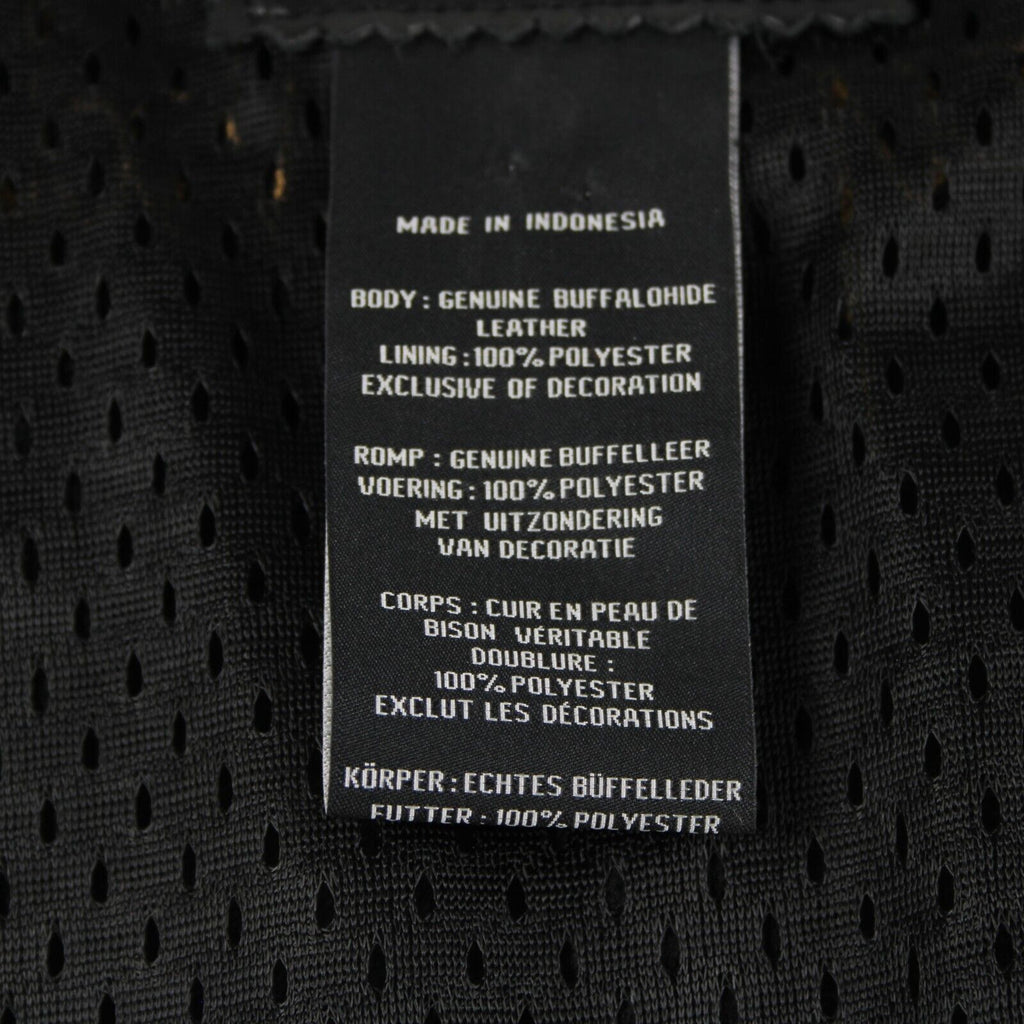 MADE IN INDONESIA
BODY : GENUINE BUFFALOHIDE
LEATHER
LINING : 100% POLYESTER
EXCLUSIVE OF DECORATION
ROMP : GENUINE BUFFELLEER
VOERING : 100% POLYESTER
MET UITZONDERING
VAN DECORATIE
CORPS : CUIR EN PEAU DE
BISON VÉRITABLE
DOUBLURE :
100% POLYESTER
EXCLUT LES DÉCORATIONS
KÖRPER : ECHTES BÜFFELLEDER
FUTTER : 100% POLYESTER